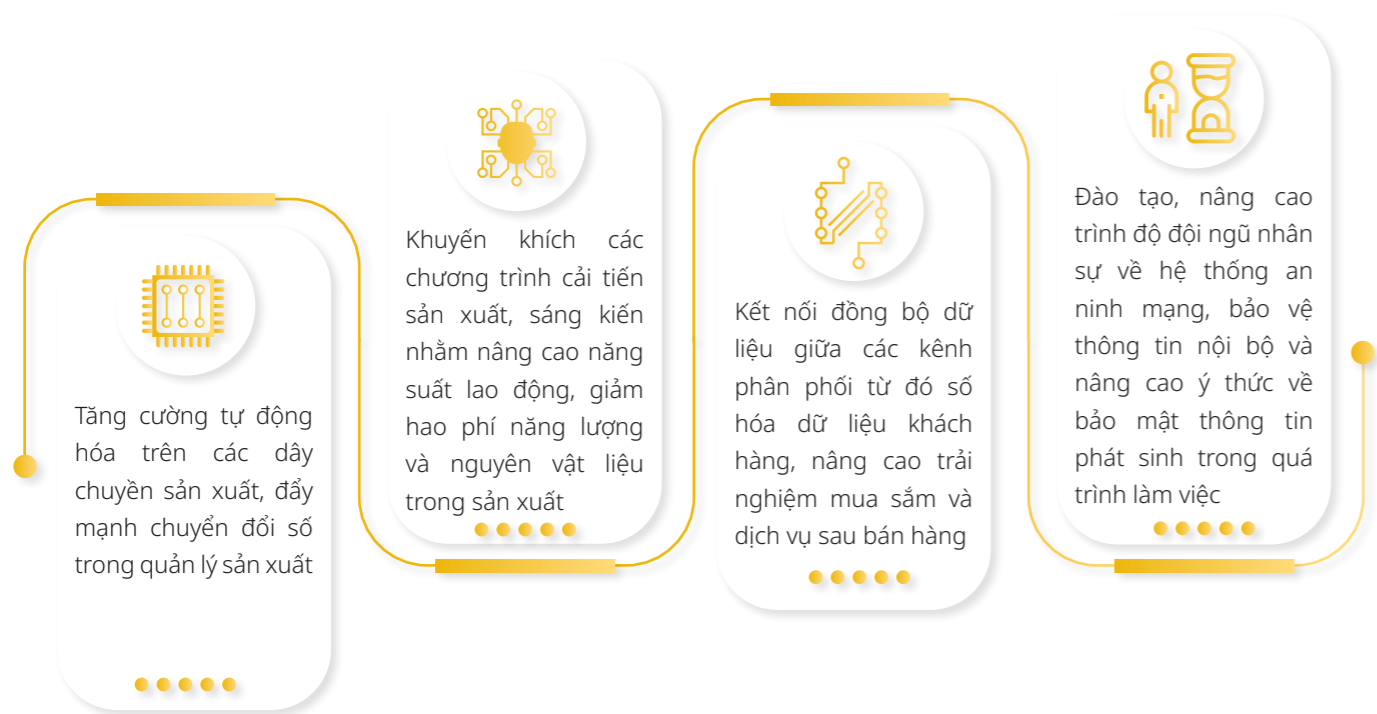 Tăng cường tự động
hóa trên các dây
chuyền sản xuất, đẩy
mạnh chuyển đổi số
trong quản lý sản xuất
Khuyến khích các
chương trình cải tiến
sản xuất, sáng kiến
nhằm nâng cao năng
suất lao động, giảm
hao phí năng lượng
và nguyên vật liệu
trong sản xuất
Kết nối đồng bộ dữ
liệu giữa các kênh
phân phối từ đó số
hóa dữ liệu khách
hàng, nâng cao trải
nghiệm mua sắm và
dịch vụ sau bán hàng
Đào tạo, nâng cao
trình độ đội ngũ nhân
sự về hệ thống an
ninh mạng, bảo vệ
thông tin nội bộ và
nâng cao ý thức về
bảo mật thông tin
phát sinh trong quá
trình làm việc